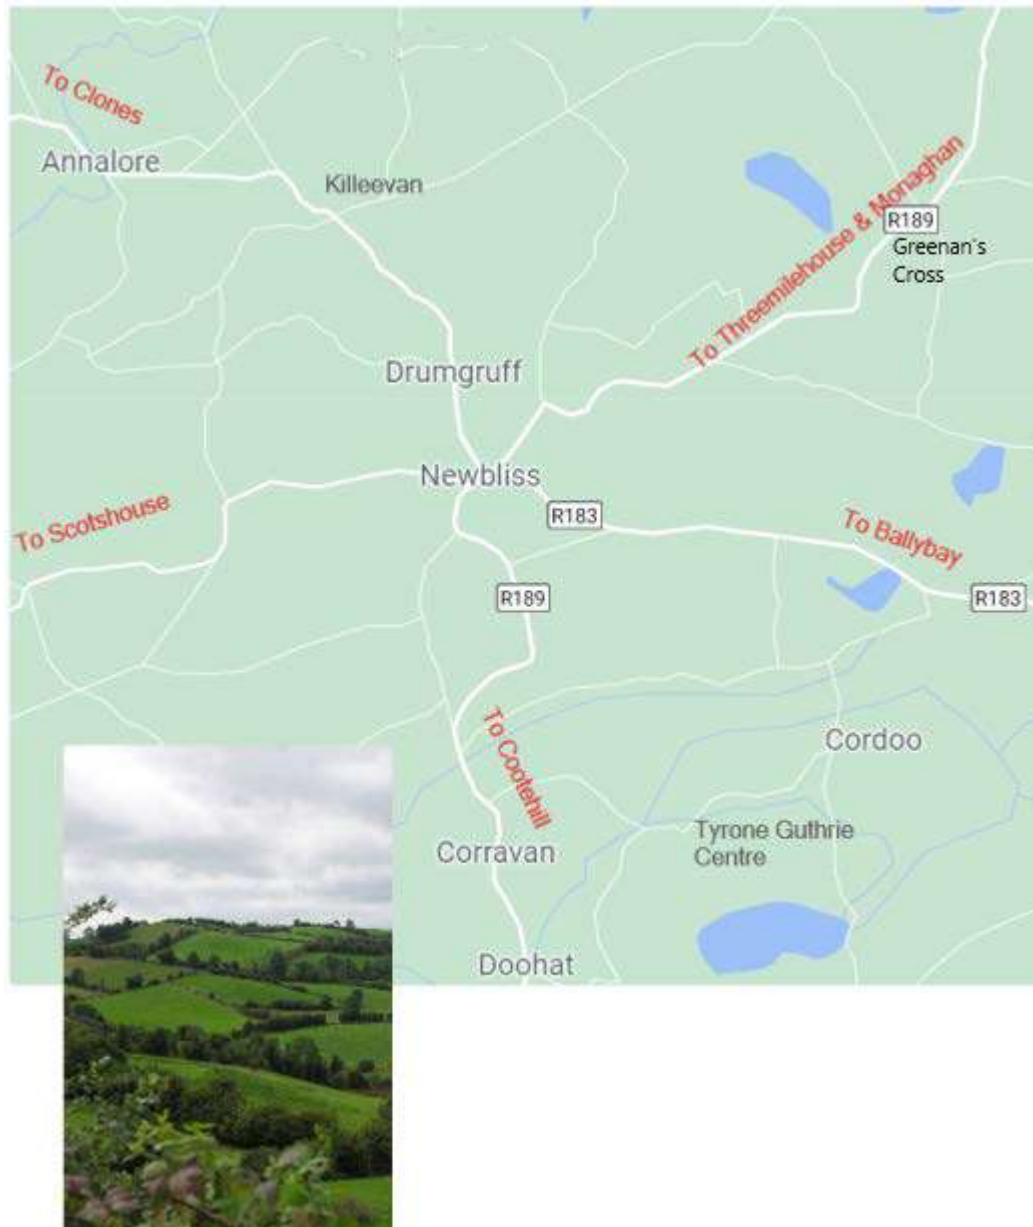 To Clones
Annalore
Killeevan
To Threemilehouse & Monaghan
R189
Greenan's
Cross
Drumgruff
Newbliss
To Scotshouse
R183
To Ballybay
R189
R183
To Cootehill
Cordoo
Corravan
Tyrone Guthrie
Centre
Doohat